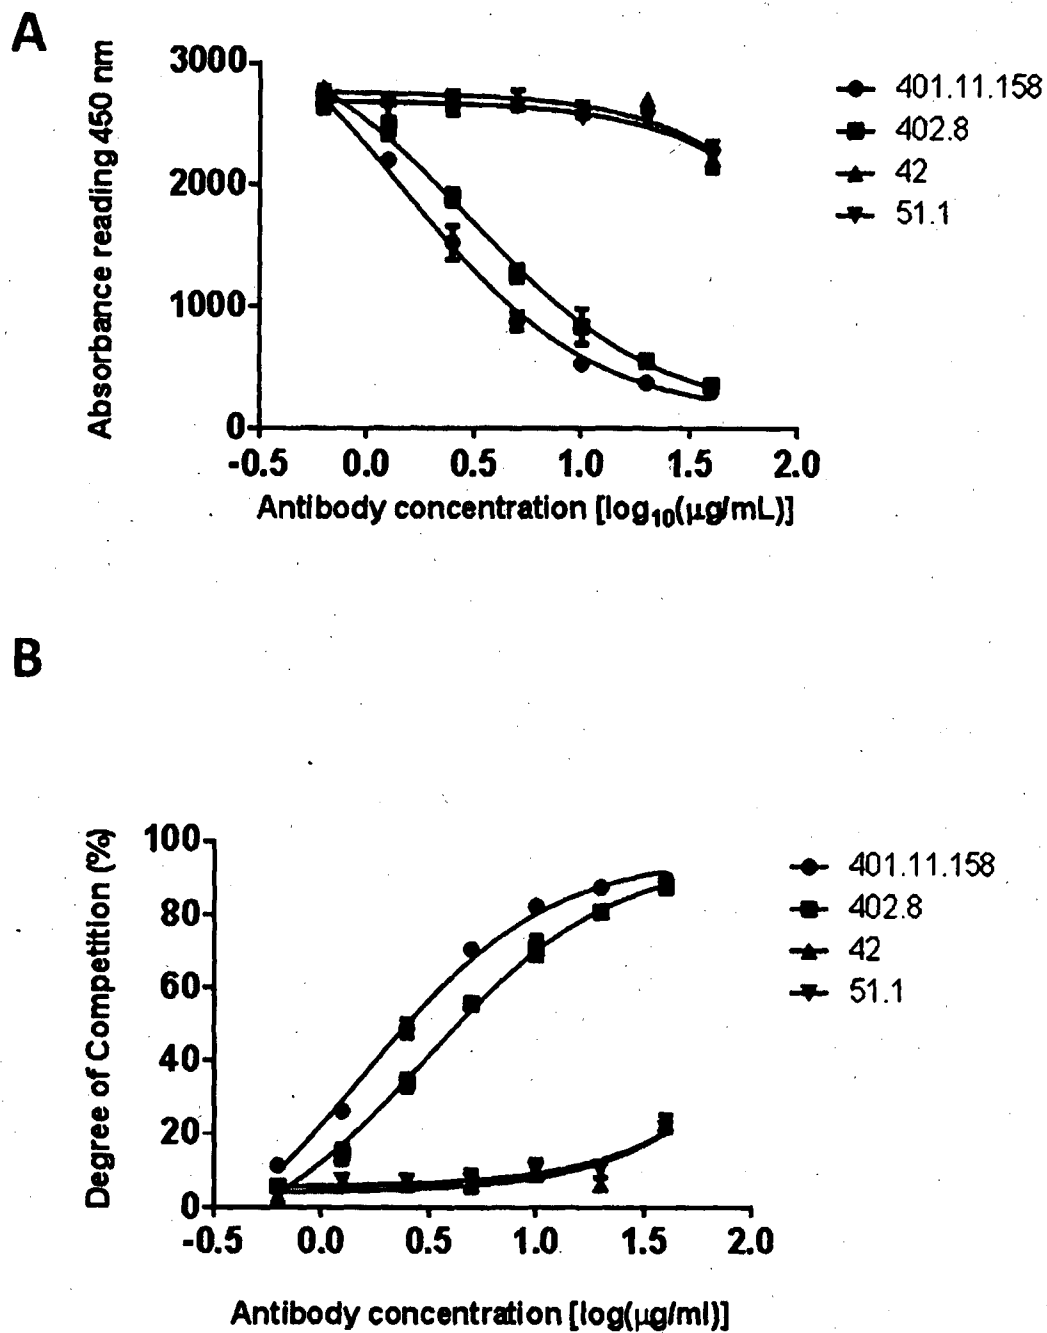 A
3000
2000
1000
0
-0.5 0.0 0.5 1.0 1.5 2.0
Absorbance reading 450 nm
Antibody concentration [log10(μg/mL)]
401.11.158
402.8
42
51.1
B
100
80
60
40
20
0
-0.5 0.0 0.5 1.0 1.5 2.0
Degree of Competition (%)
Antibody concentration [log(μg/ml)]
401.11.158
402.8
42
51.1